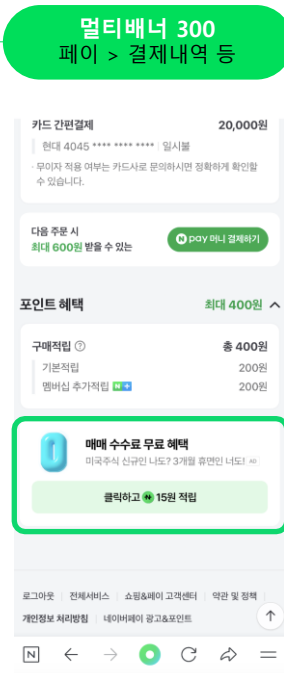 멀티배너 300
페이 > 결제내역 등
카드 간편결제 20,000원
현대 4045 **** **** **** 일시불
· 무이자 적용 여부는 카드사로 문의하시면 정확하게 확인할
수 있습니다.
다음 주문 시
최대 600원 받을 수 있는
N pay 머니 결제하기
포인트 혜택 최대 400원
구매적립 ? 총 400원
기본적립 200원
멤버십 추가적립 N+ 200원
매매 수수료 무료 혜택
미국주식 신규인 나도? 3개월 휴면인 너도! AD
클릭하고 N 15원 적립
로그아웃 전체서비스 쇼핑&페이 고객센터 약관 및 정책
개인정보 처리방침 네이버페이 광고&포인트
N